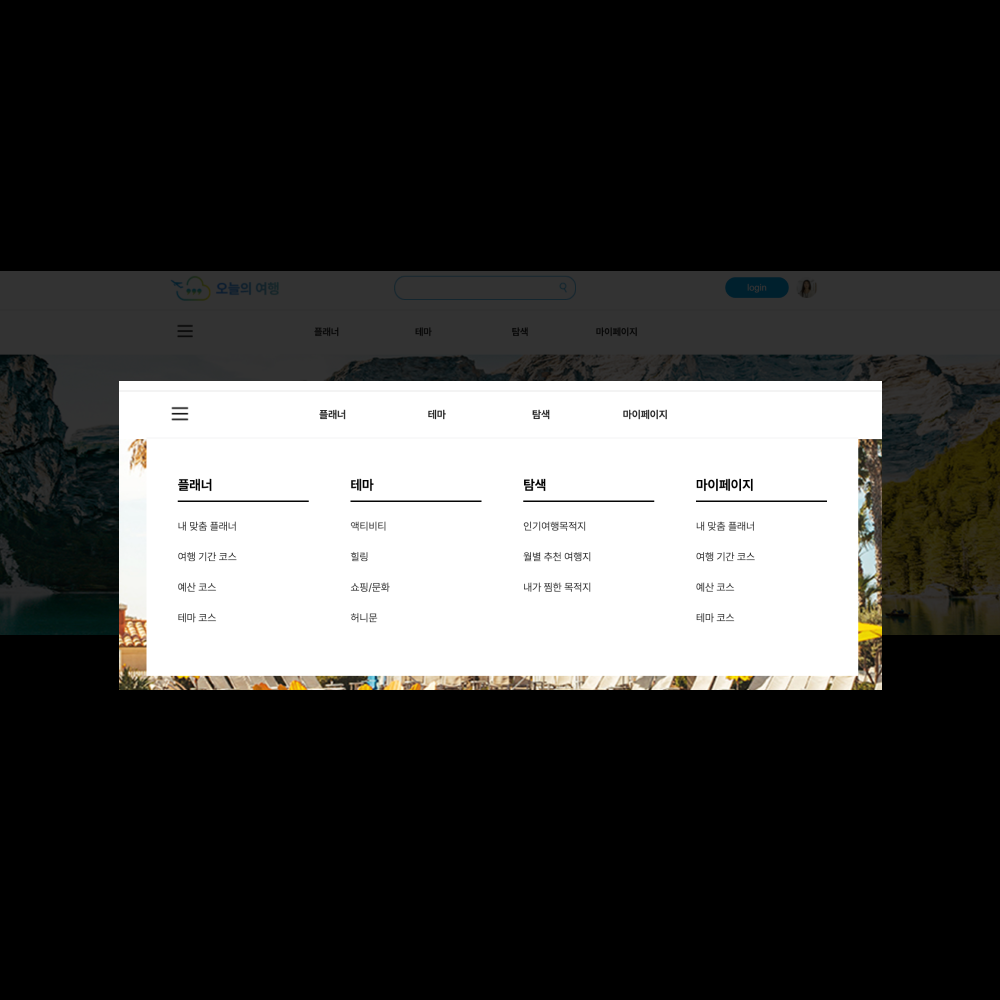 오늘의 여행
login
플래너 테마 탐색 마이페이지
플래너 테마 탐색 마이페이지
플래너
내 맞춤 플래너
여행 기간 코스
예산 코스
테마 코스
테마
액티비티
힐링
쇼핑/문화
허니문
탐색
인기여행목적지
월별 추천 여행지
내가 찜한 목적지
마이페이지
내 맞춤 플래너
여행 기간 코스
예산 코스
테마 코스